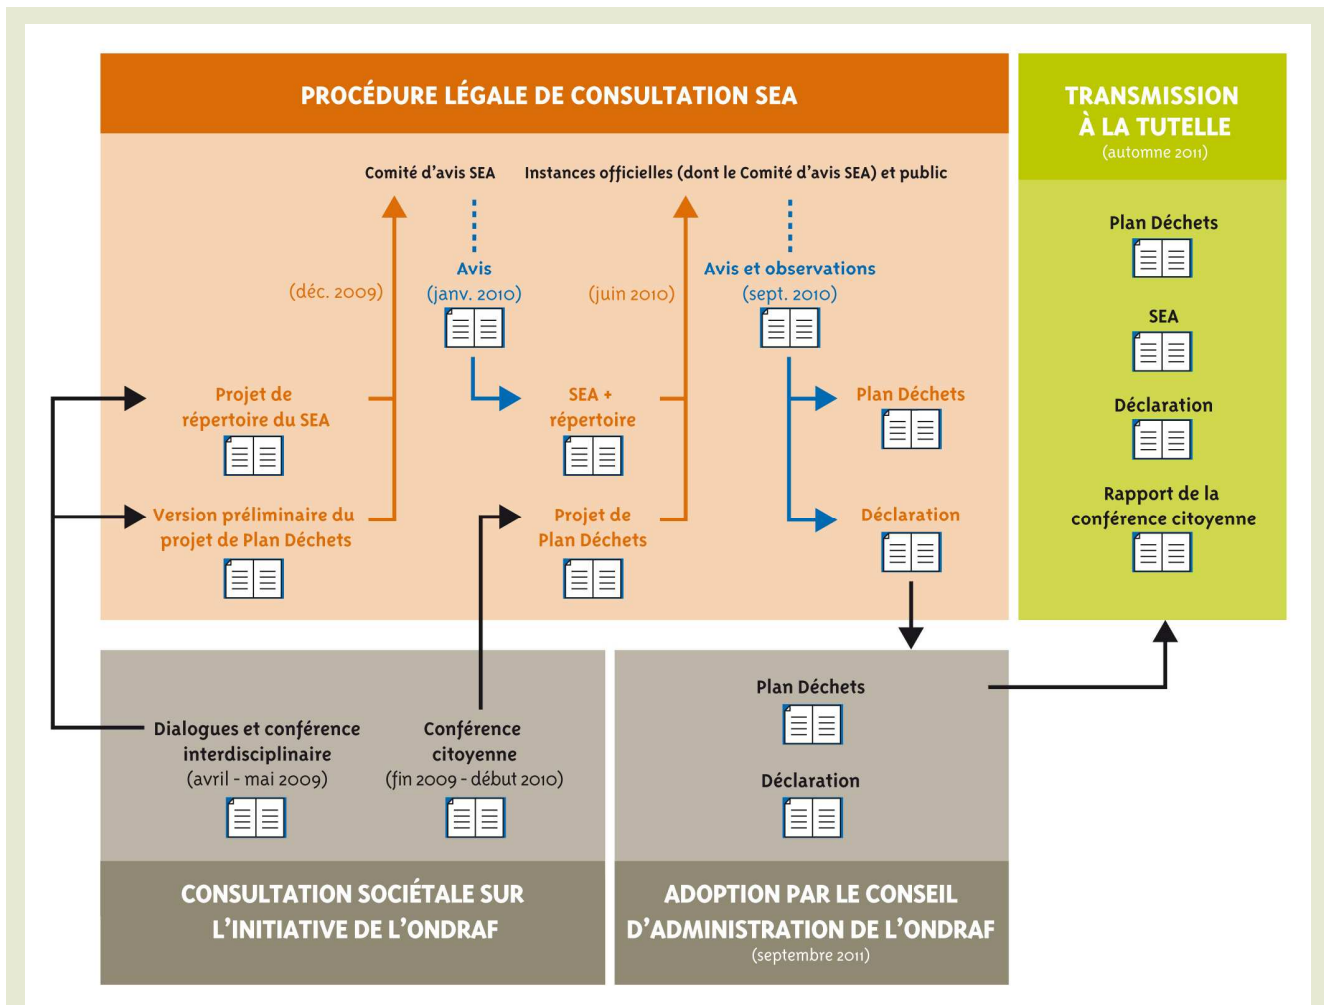 PROCÉDURE LÉGALE DE CONSULTATION SEA
TRANSMISSION
À LA TUTELLE
(automne 2011)
Comité d'avis SEA
Instances officielles (dont le Comité d'avis SEA) et public
(déc. 2009)
Avis
(janv. 2010)
(juin 2010)
Avis et observations
(sept. 2010)
Projet de
répertoire du SEA
SEA +
répertoire
Plan Déchets
Version préliminaire du
projet de Plan Déchets
Projet de
Plan Déchets
Déclaration
Plan Déchets
SEA
Déclaration
Rapport de la
conférence citoyenne
Dialogues et conférence
interdisciplinaire
(avril - mai 2009)
Conférence
citoyenne
(fin 2009 - début 2010)
Plan Déchets
Déclaration
CONSULTATION SOCIÉTALE SUR
L'INITIATIVE DE L'ONDRAF
ADOPTION PAR LE CONSEIL
D'ADMINISTRATION DE L'ONDRAF
(septembre 2011)